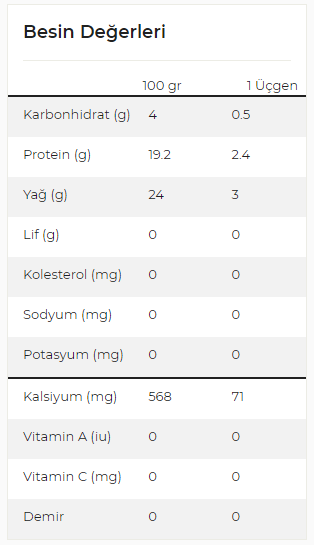 Besin Değerleri
100 gr 1 Üçgen
Karbonhidrat (g) 4 0.5
Protein (g) 19.2 2.4
Yağ (g) 24 3
Lif (g) 0 0
Kolesterol (mg) 0 0
Sodyum (mg) 0 0
Potasyum (mg) 0 0
Kalsiyum (mg) 568 71
Vitamin A (iu) 0 0
Vitamin C (mg) 0 0
Demir 0 0